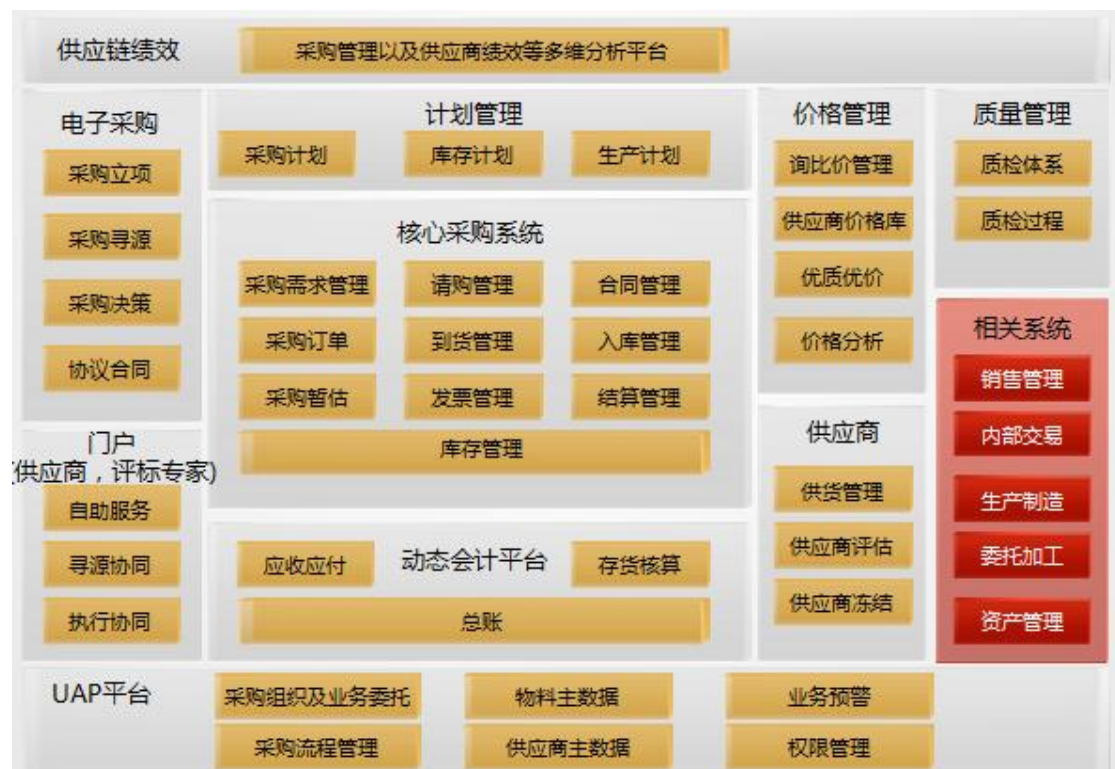 供应链绩效
采购管理以及供应商绩效等多维分析平台
电子采购
采购立项
采购寻源
采购决策
协议合同
门户
(供应商，评标专家)
自助服务
寻源协同
执行协同
计划管理
采购计划 库存计划 生产计划
核心采购系统
采购需求管理 请购管理 合同管理
采购订单 到货管理 入库管理
采购暂估 发票管理 结算管理
库存管理
动态会计平台
应收应付 存货核算
总账
价格管理
询比价管理
供应商价格库
优质优价
价格分析
供应商
供货管理
供应商评估
供应商冻结
质量管理
质检体系
质检过程
相关系统
销售管理
内部交易
生产制造
委托加工
资产管理
UAP平台
采购组织及业务委托 物料主数据 业务预警
采购流程管理 供应商主数据 权限管理